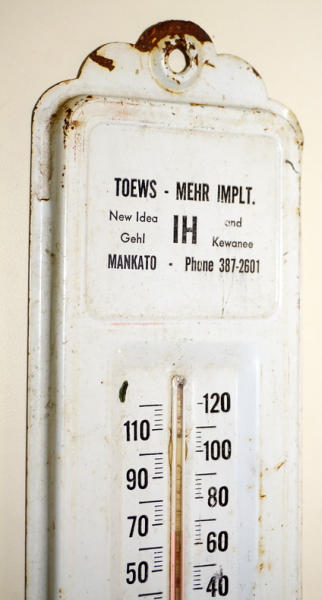 TOEWS - MEHR IMPLT.
New Idea IH and
Gehl Kewanee
MANKATO - Phone 387-2601
120
110
100
90
80
70
60
50
40